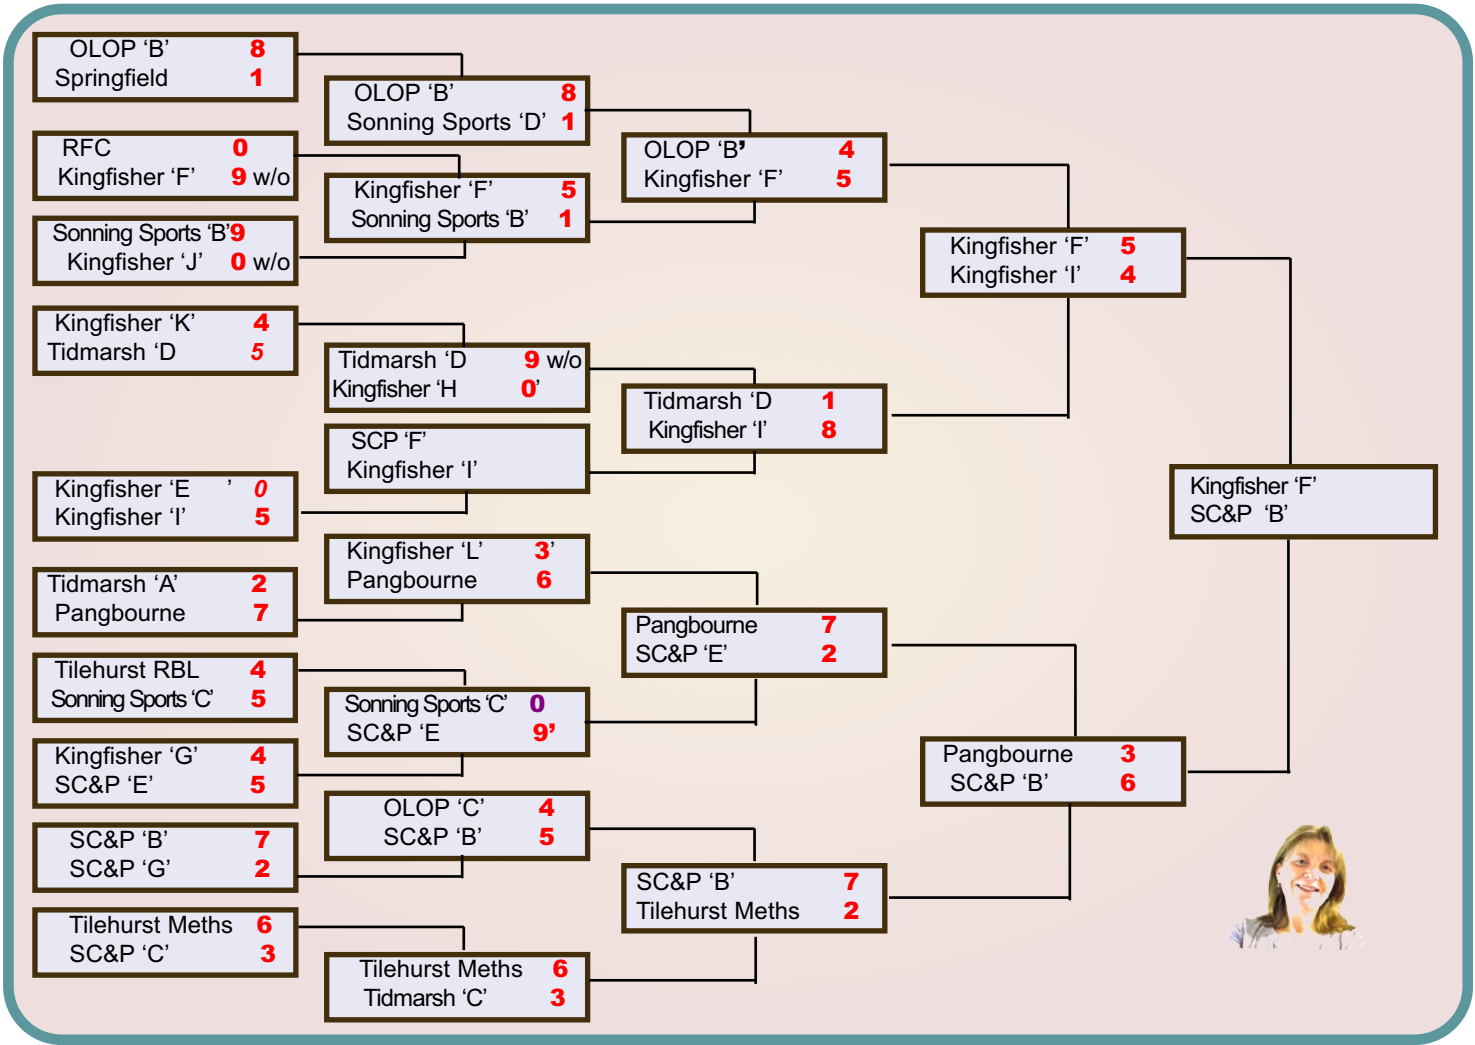 OLOP ‘B’ 8
Springfield 1
RFC 0
Kingfisher ‘F’ 9 w/o
Sonning Sports ‘B’ 9
Kingfisher ‘J’ 0 w/o
Kingfisher ‘K’ 4
Tidmarsh ‘D 5
Kingfisher ‘E ’ 0
Kingfisher ‘I’ 5
Tidmarsh ‘A’ 2
Pangbourne 7
Tilehurst RBL 4
Sonning Sports ‘C’ 5
Kingfisher ‘G’ 4
SC&P ‘E’ 5
SC&P ‘B’ 7
SC&P ‘G’ 2
Tilehurst Meths 6
SC&P ‘C’ 3
OLOP ‘B’ 8
Sonning Sports ‘D’ 1
Kingfisher ‘F’ 5
Sonning Sports ‘B’ 1
Tidmarsh ‘D 9 w/o
Kingfisher ‘H 0’
SCP ‘F’
Kingfisher ‘I’
Kingfisher ‘L’ 3’
Pangbourne 6
Sonning Sports ‘C’ 0
SC&P ‘E 9’
OLOP ‘C’ 4
SC&P ‘B’ 5
Tilehurst Meths 6
Tidmarsh ‘C’ 3
OLOP ‘B’ 4
Kingfisher ‘F’ 5
Tidmarsh ‘D 1
Kingfisher ‘I’ 8
Pangbourne 7
SC&P ‘E’ 2
SC&P ‘B’ 7
Tilehurst Meths 2
Kingfisher ‘F’ 5
Kingfisher ‘I’ 4
Pangbourne 3
SC&P ‘B’ 6
Kingfisher ‘F’
SC&P ‘B’